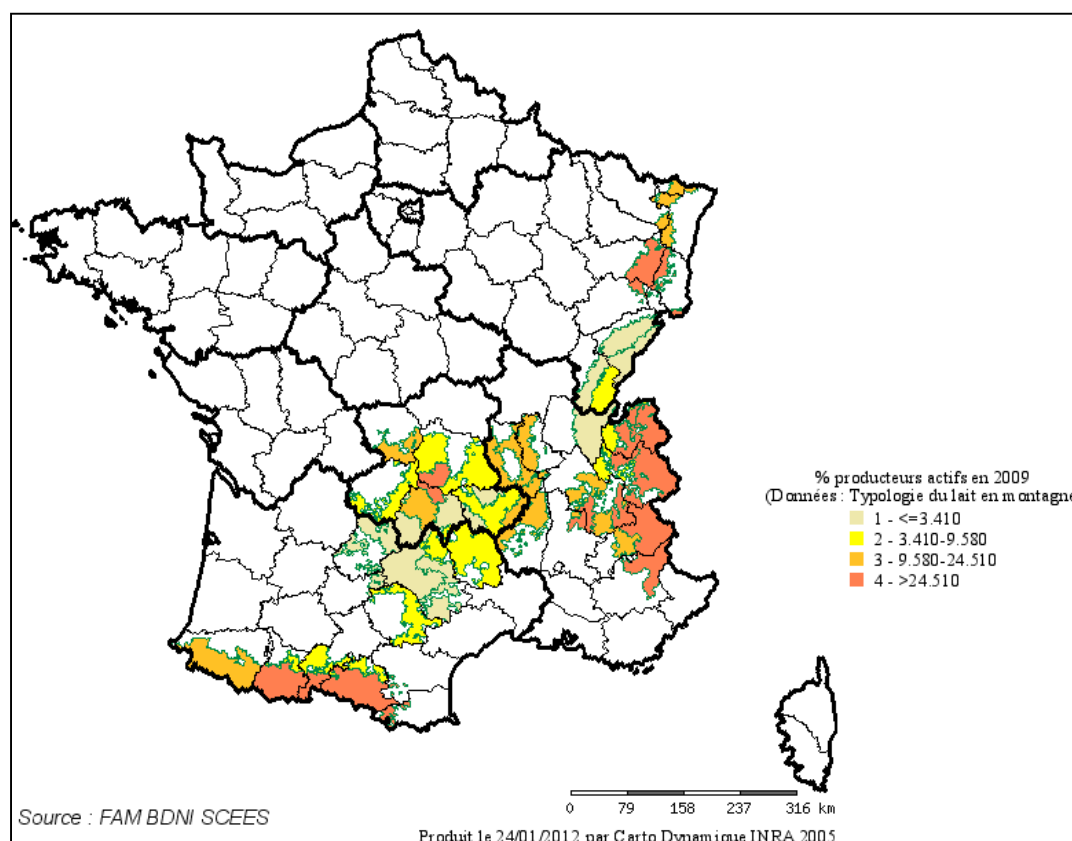 % producteurs actifs en 2009
(Données : Typologie du lait en montagne
1 - <=3.410
2 - 3.410-9.580
3 - 9.580-24.510
4 - >24.510
0 79 158 237 316 km
Source : FAM BDNI SCEES
Produit le 24/01/2012 par Carto Dynamique INRA 2005